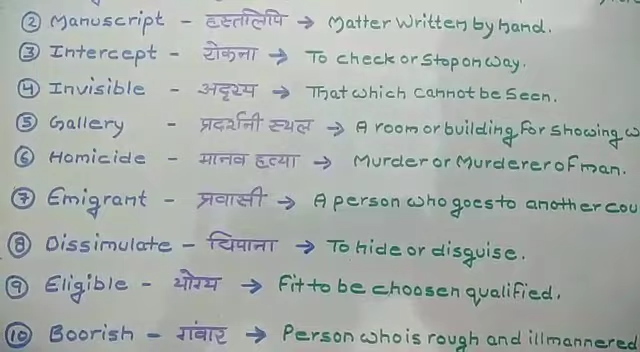 ② Manuscript - हस्तलिपि → Matter written by hand.
③ Intercept - रोकना → To check or stop on way.
④ Invisible - अदृश्य → That which cannot be seen.
⑤ Gallery - प्रदर्शनी स्थल → A room or building for showing w
⑥ Homicide - मानव हत्या → Murder or Murderer of man.
⑦ Emigrant - प्रवासी → A person who goes to another cou
⑧ Dissimulate - छिपाना → To hide or disguise.
⑨ Eligible - योग्य → Fit to be choosen qualified.
⑩ Boorish - गंवार → Person who is rough and illmannered